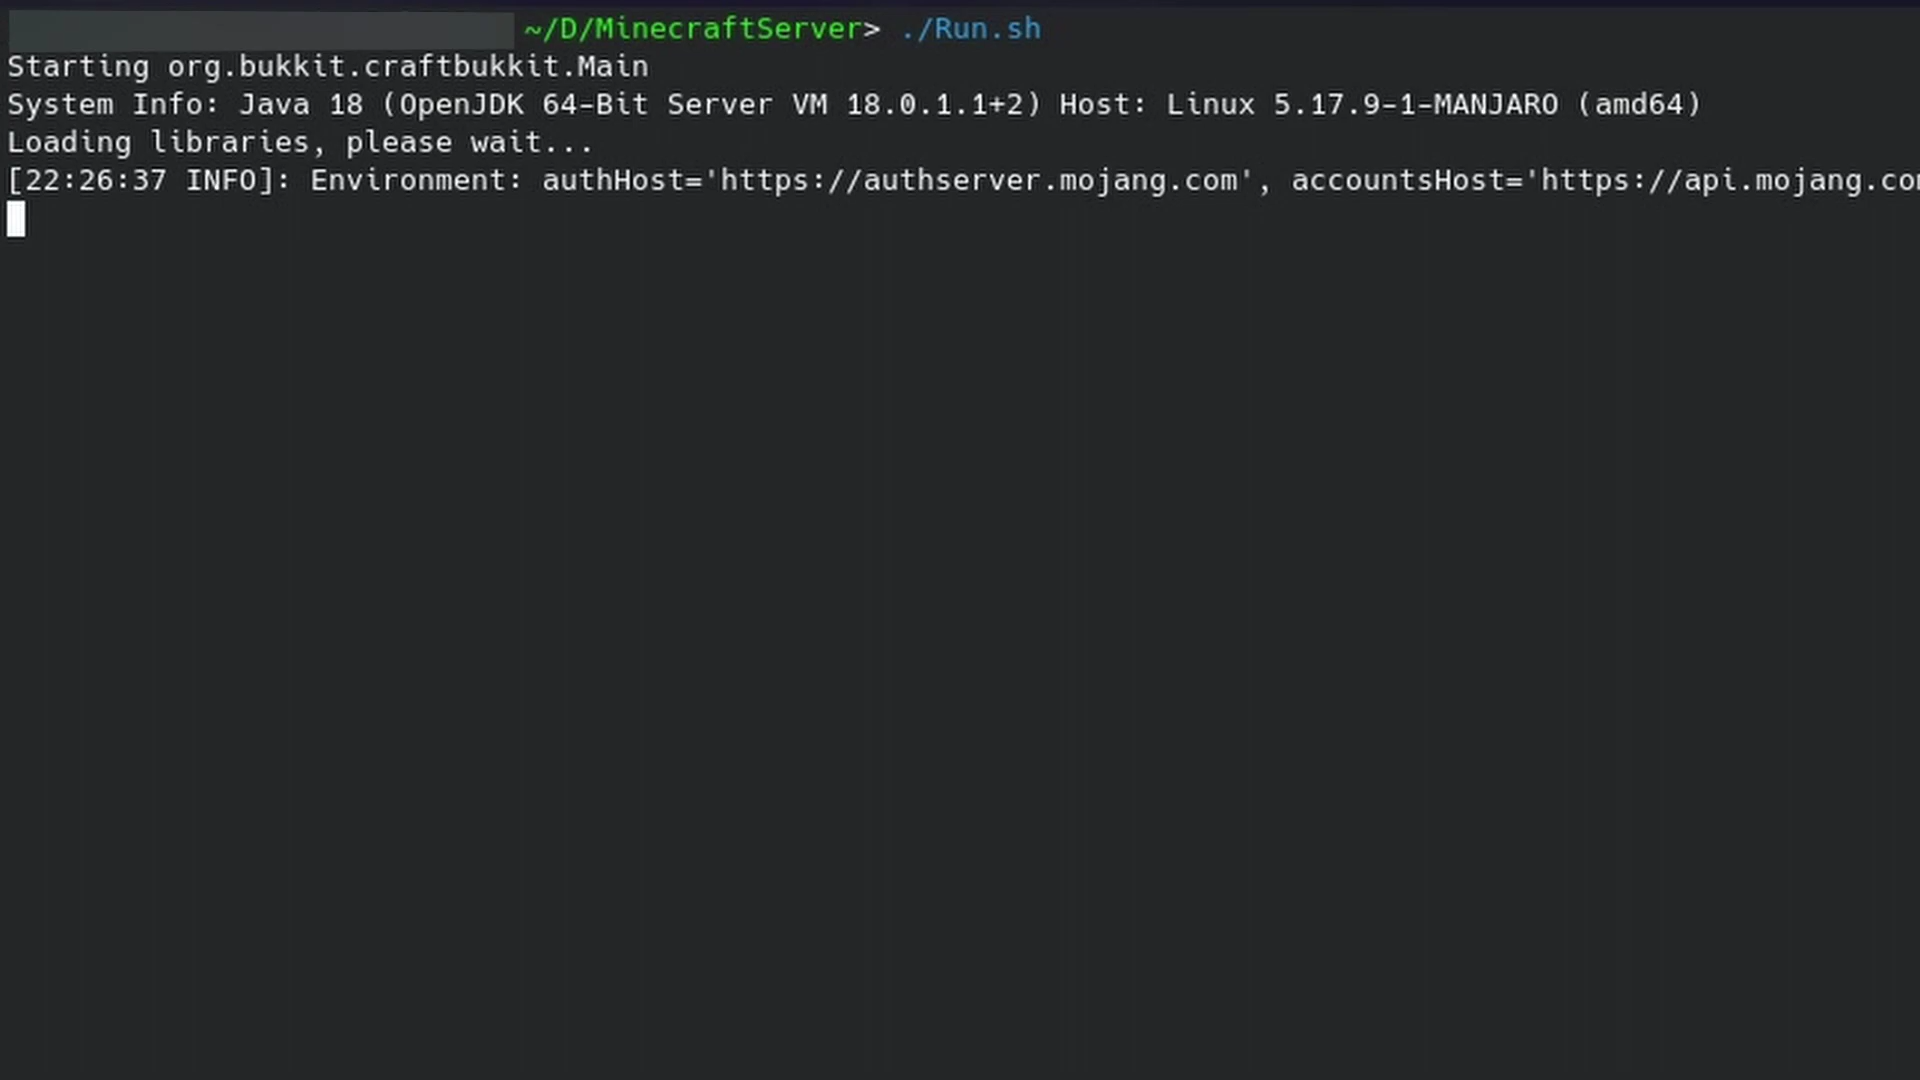 ~/D/MinecraftServer> ./Run.sh
Starting org.bukkit.craftbukkit.Main
System Info: Java 18 (OpenJDK 64-Bit Server VM 18.0.1.1+2) Host: Linux 5.17.9-1-MANJARO (amd64)
Loading libraries, please wait...
[22:26:37 INFO]: Environment: authHost='https://authserver.mojang.com', accountsHost='https://api.mojang.com